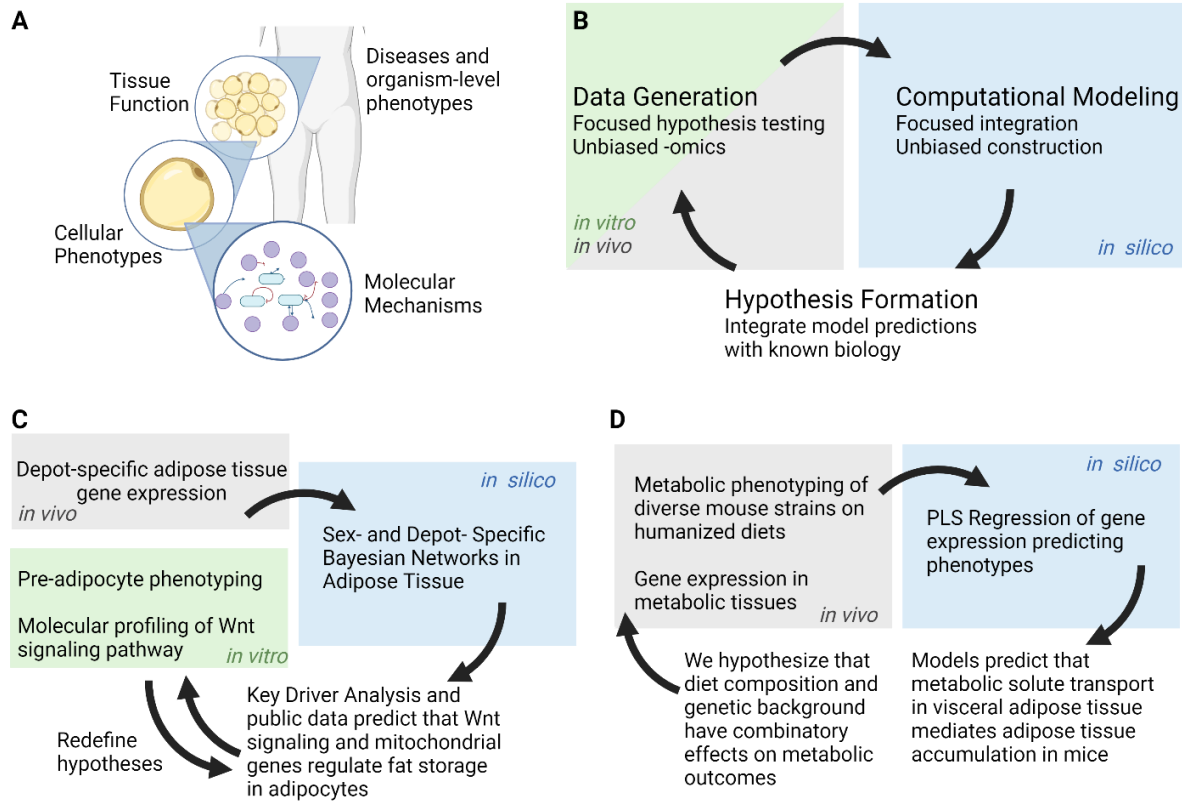 A
Tissue
Function
Diseases and
organism-level
phenotypes
Cellular
Phenotypes
Molecular
Mechanisms
B
Data Generation
Focused hypothesis testing
Unbiased -omics
in vitro
in vivo
Computational Modeling
Focused integration
Unbiased construction
in silico
Hypothesis Formation
Integrate model predictions
with known biology
C
Depot-specific adipose tissue
gene expression
in vivo
Pre-adipocyte phenotyping
Molecular profiling of Wnt
signaling pathway
in vitro
in silico
Sex- and Depot- Specific
Bayesian Networks in
Adipose Tissue
Redefine
hypotheses
Key Driver Analysis and
public data predict that Wnt
signaling and mitochondrial
genes regulate fat storage
in adipocytes
D
Metabolic phenotyping of
diverse mouse strains on
humanized diets
Gene expression in
metabolic tissues
in vivo
in silico
PLS Regression of gene
expression predicting
phenotypes
We hypothesize that
diet composition and
genetic background
have combinatory
effects on metabolic
outcomes
Models predict that
metabolic solute transport
in visceral adipose tissue
mediates adipose tissue
accumulation in mice